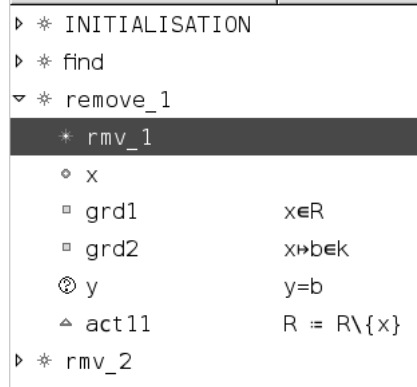 INITIALISATION
find
remove_1
rmv_1
x
grd1 x∈R
grd2 x↦b∈k
y y=b
act11 R ≔ R\{x}
rmv_2